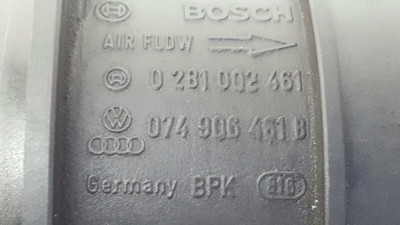 BOSCH
AIR FLOW
0 281 002 461
074 906 461 B
Germany BPK